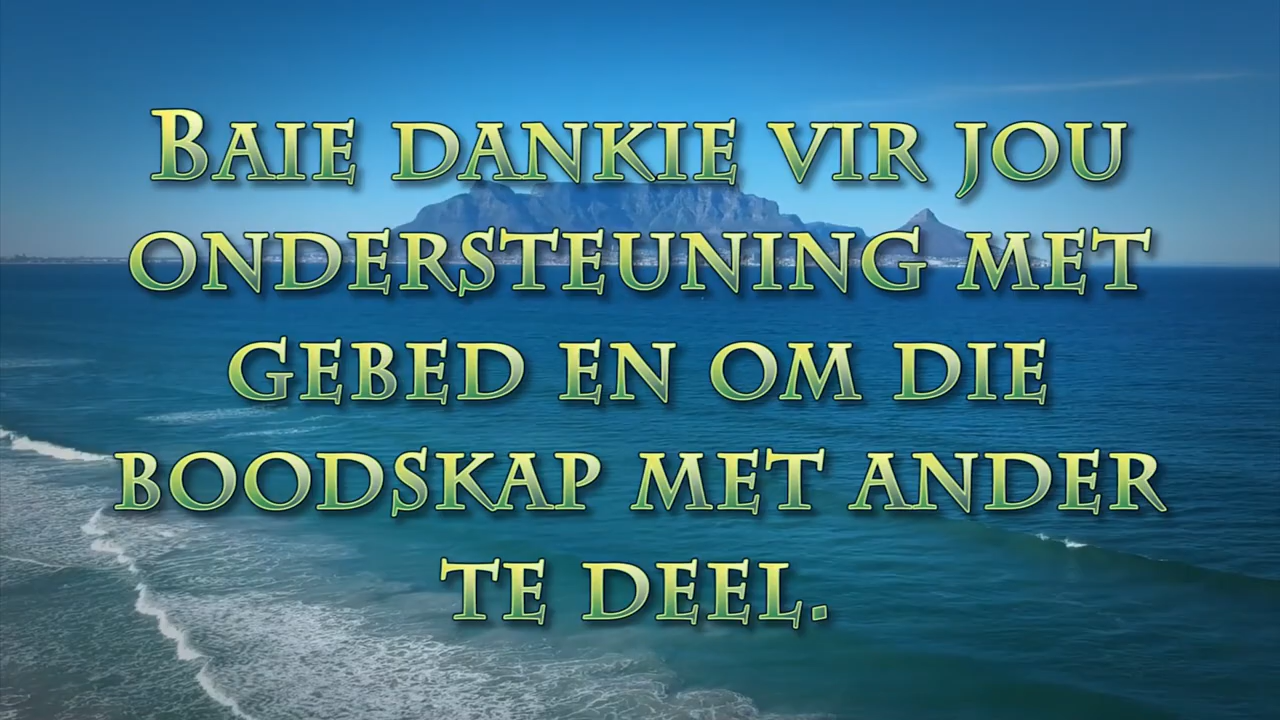 Baie dankie vir jou
ondersteuning met
gebed en om die
boodskap met ander
te deel.